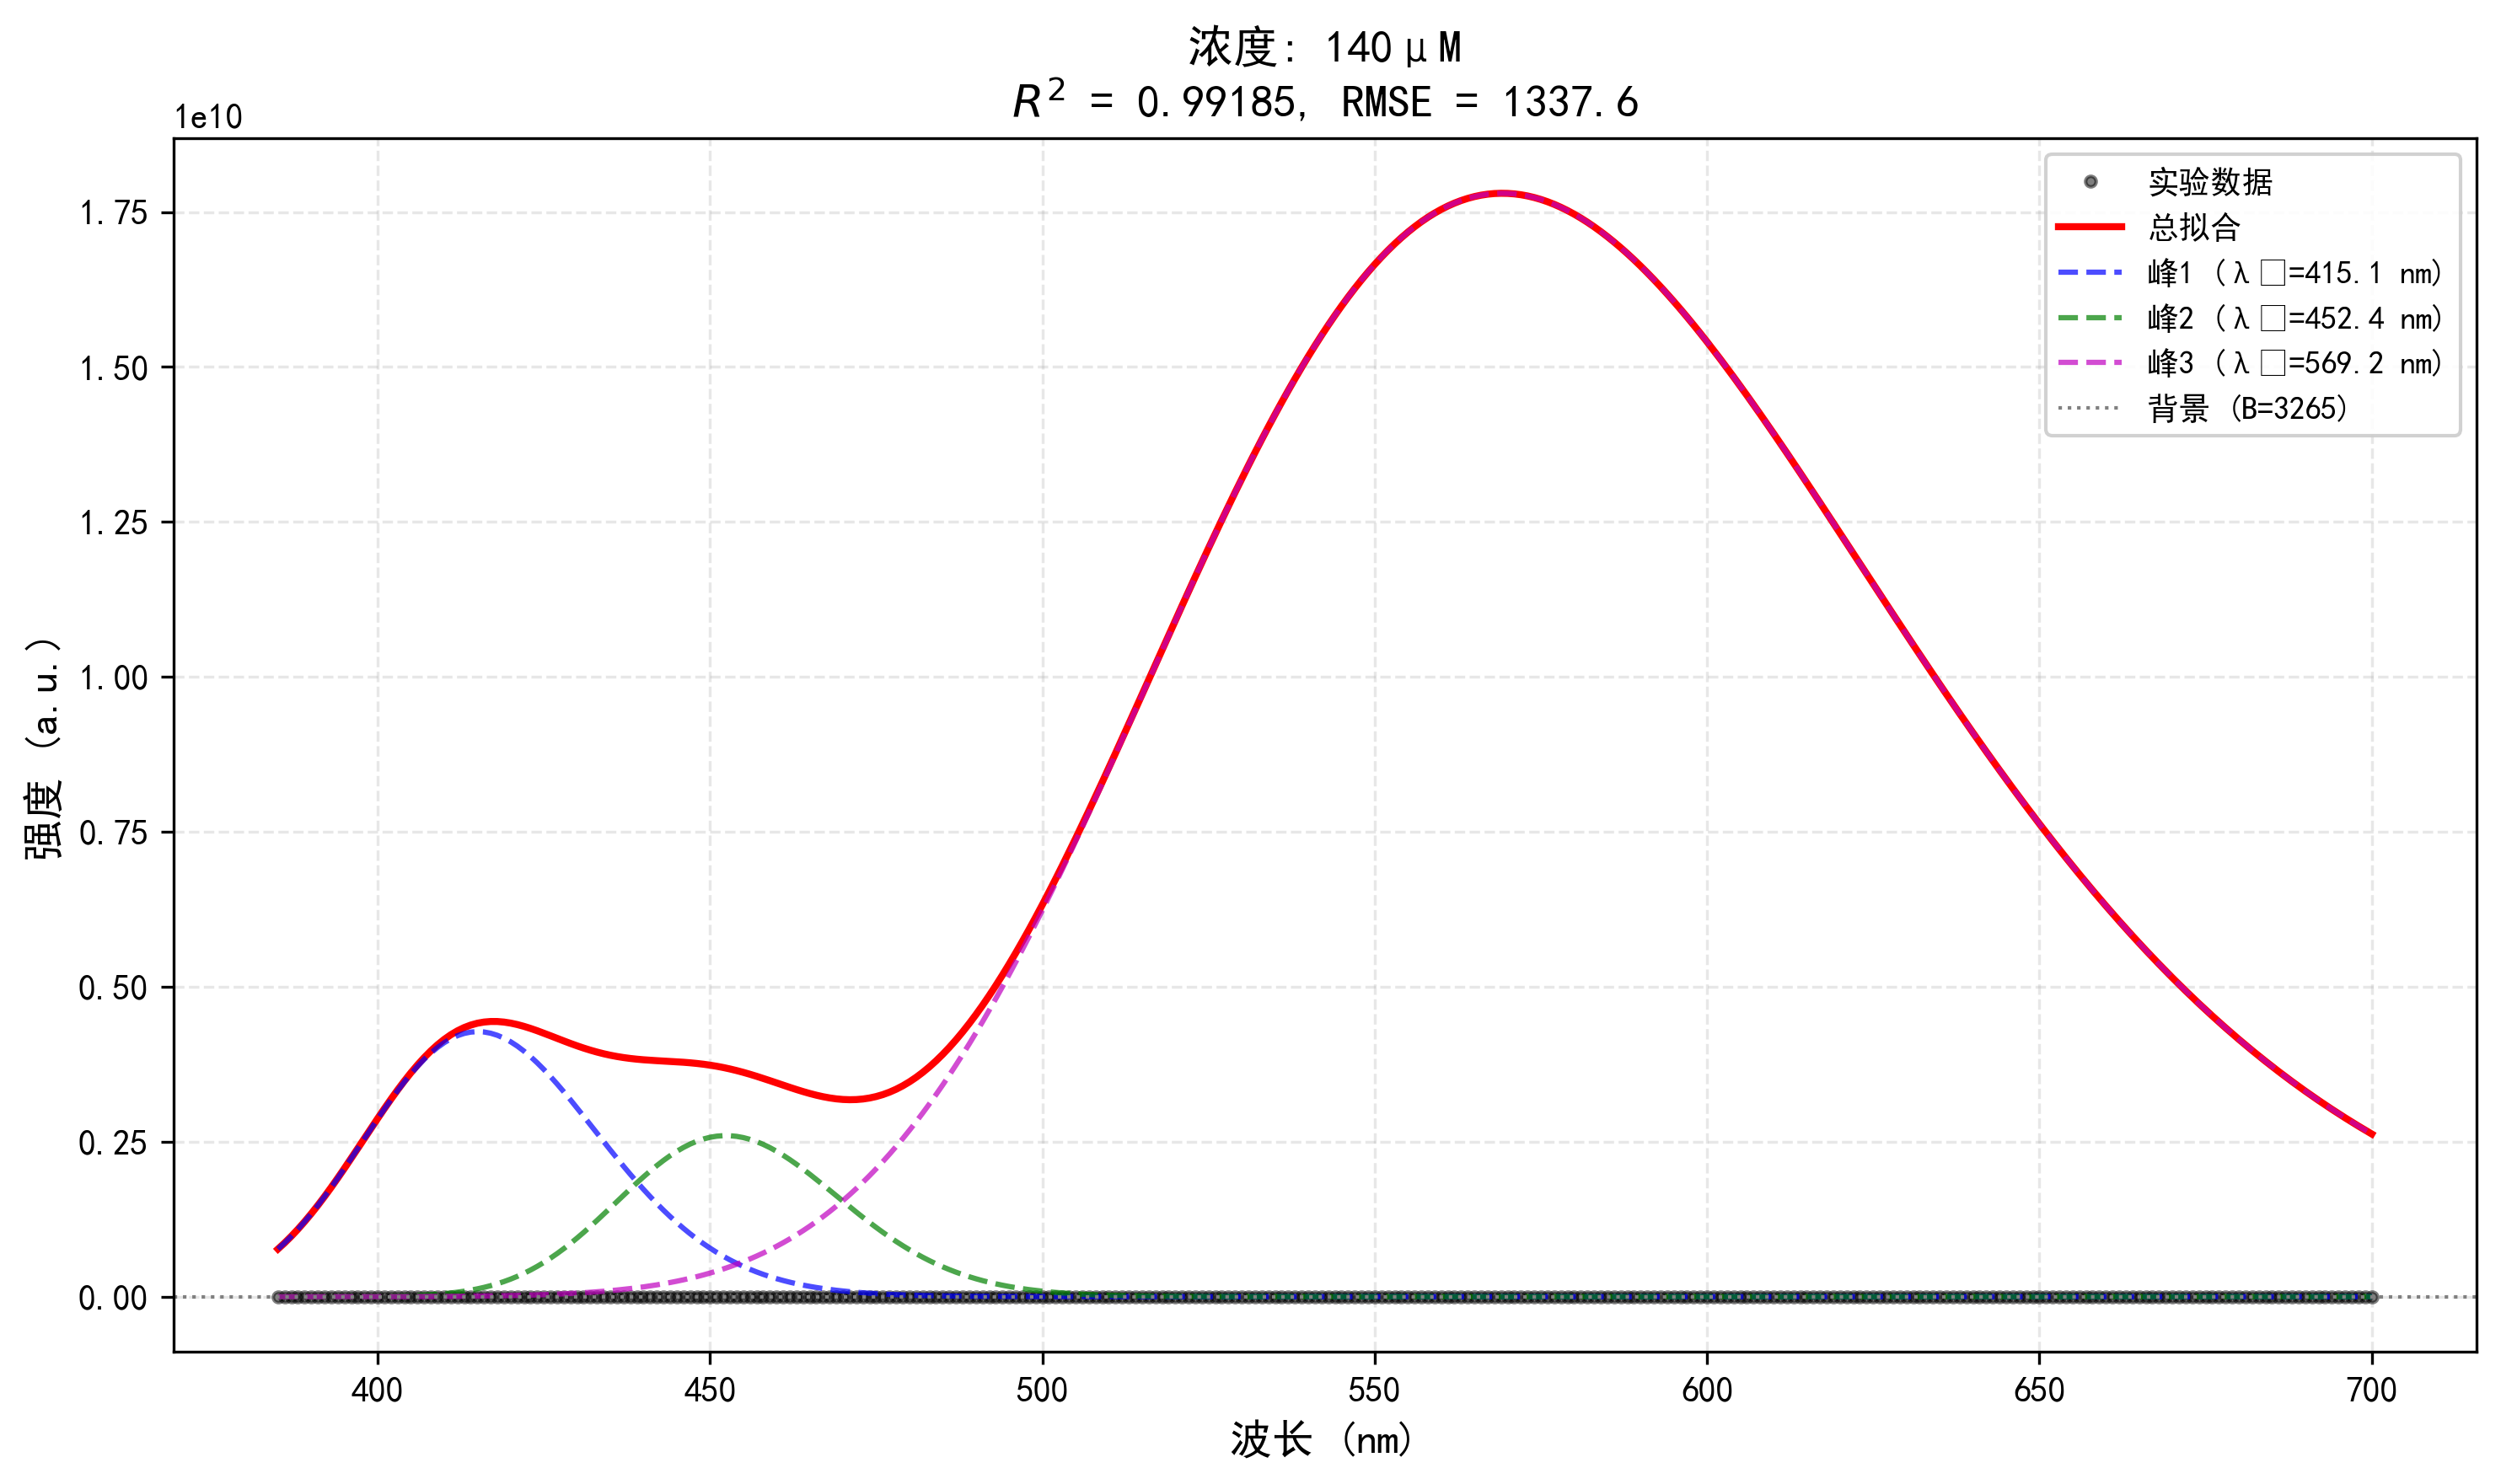 浓度: 140 μM
R² = 0.99185, RMSE = 1337.6
1e10
实验数据
总拟合
峰1 (λ□=415.1 nm)
峰2 (λ□=452.4 nm)
峰3 (λ□=569.2 nm)
背景 (B=3265)
强度 (a.u.)
1.75
1.50
1.25
1.00
0.75
0.50
0.25
0.00
400 450 500 550 600 650 700
波长 (nm)